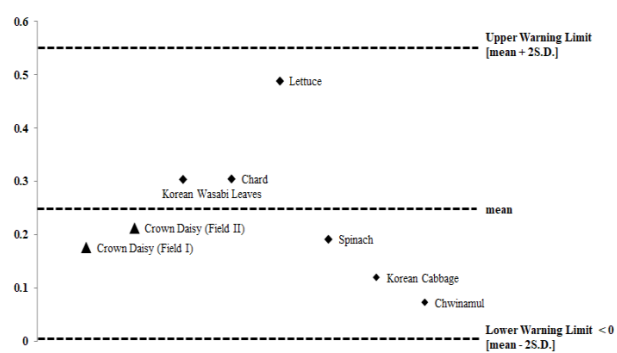 0.6
Upper Warning Limit
[mean + 2S.D.]
0.5
Lettuce
0.4
0.3
Chard
Korean Wasabi Leaves
mean
Crown Daisy (Field II)
0.2
Spinach
Crown Daisy (Field I)
Korean Cabbage
0.1
Chwinamul
Lower Warning Limit < 0
0
[mean - 2S.D.]